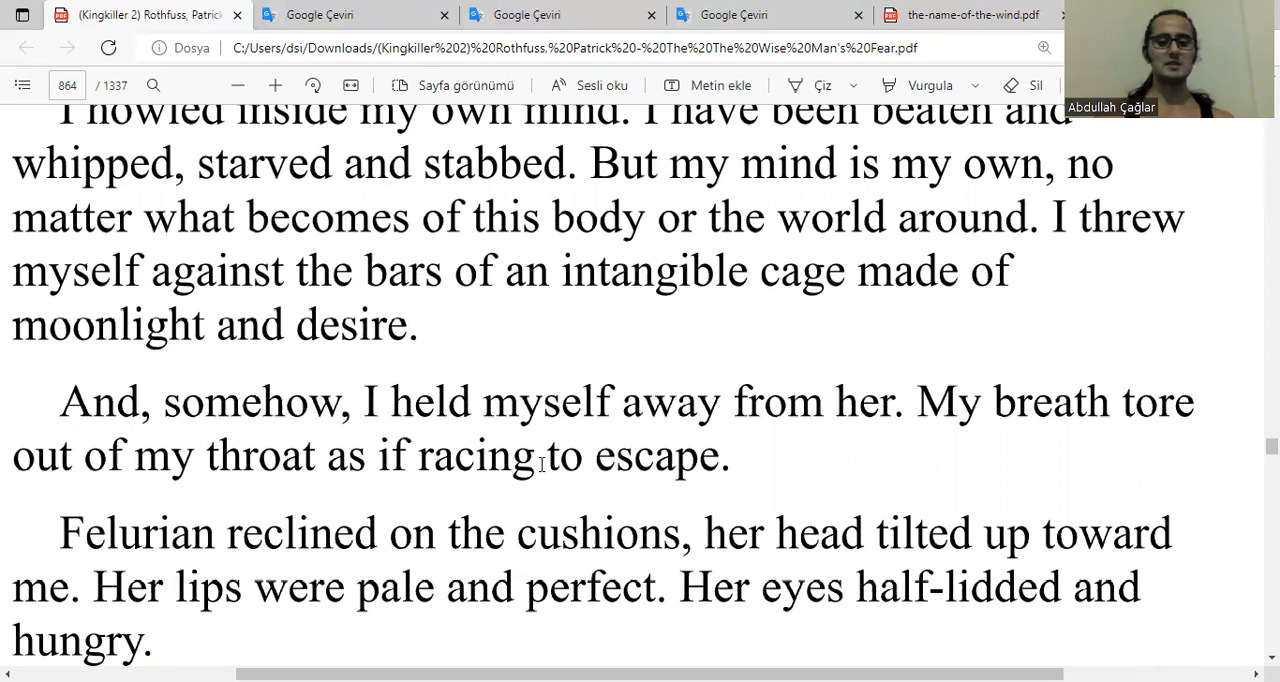 (Kingkiller 2) Rothfuss, Patrick
Google Çeviri
Google Çeviri
Google Çeviri
the-name-of-the-wind.pdf
Dosya
C:/Users/dsi/Downloads/(Kingkiller%202)%20Rothfuss,%20Patrick%20-%20The%20The%20Wise%20Man's%20Fear.pdf
864 / 1337
Sayfa görünümü
Sesli oku
Metin ekle
Çiz
Vurgula
Sil
Abdullah Çağlar
I howled inside my own mind. I have been beaten and
whipped, starved and stabbed. But my mind is my own, no
matter what becomes of this body or the world around. I threw
myself against the bars of an intangible cage made of
moonlight and desire.
And, somehow, I held myself away from her. My breath tore
out of my throat as if racing to escape.
Felurian reclined on the cushions, her head tilted up toward
me. Her lips were pale and perfect. Her eyes half-lidded and
hungry.